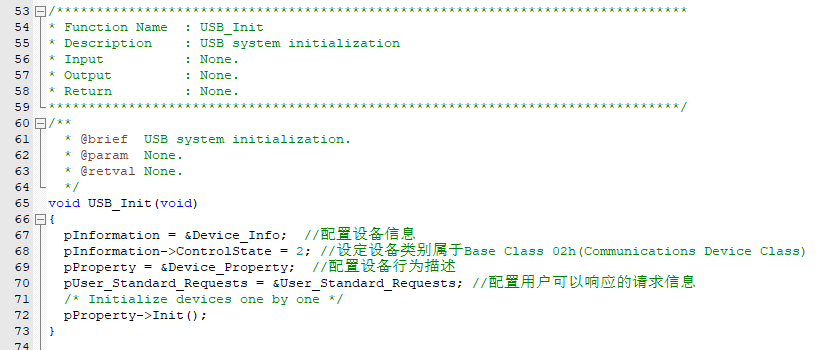 53 /*******************************************************************************
54 * Function Name  : USB_Init
55 * Description    : USB system initialization
56 * Input          : None.
57 * Output         : None.
58 * Return         : None.
59 *******************************************************************************/
60 /**
61   * @brief  USB system initialization.
62   * @param  None.
63   * @retval None.
64   */
65 void USB_Init(void)
66 {
67   pInformation = &Device_Info;  //配置设备信息
68   pInformation->ControlState = 2; //设定设备类别属于Base Class 02h(Communications Device Class)
69   pProperty = &Device_Property;  //配置设备行为描述
70   pUser_Standard_Requests = &User_Standard_Requests; //配置用户可以响应的请求信息
71   /* Initialize devices one by one */
72   pProperty->Init();
73 }
74